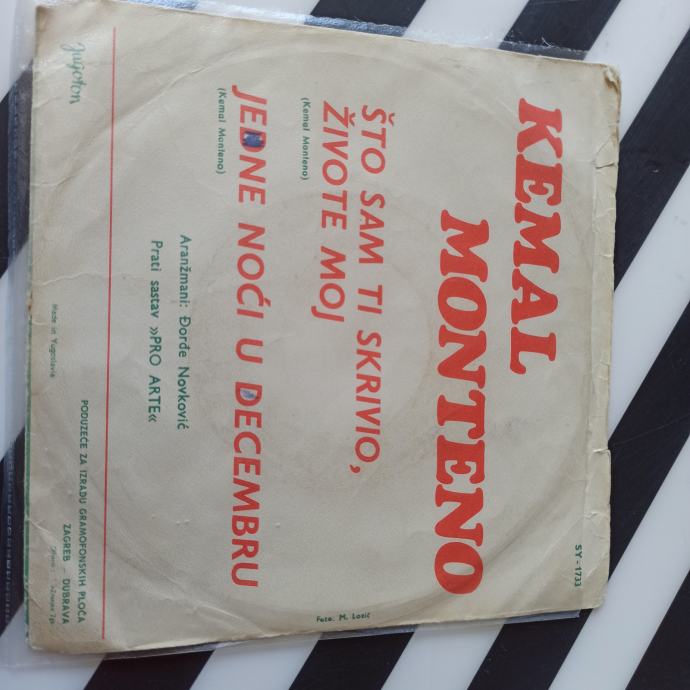 SY - 1733
KEMAL
MONTENO
ŠTO SAM TI SKRIVIO,
ŽIVOTE MOJ
(Kemal Monteno)
JEDNE NOĆI U DECEMBRU
(Kemal Monteno)
Aranžmani: Đorđe Novković
Prati sastav »PRO ARTE«
Foto: M. Lozić
Jugoton
Made in Yugoslavia
PODUZEĆE ZA IZRADU GRAMOFONSKIH PLOČA
ZAGREB - DUBRAVA